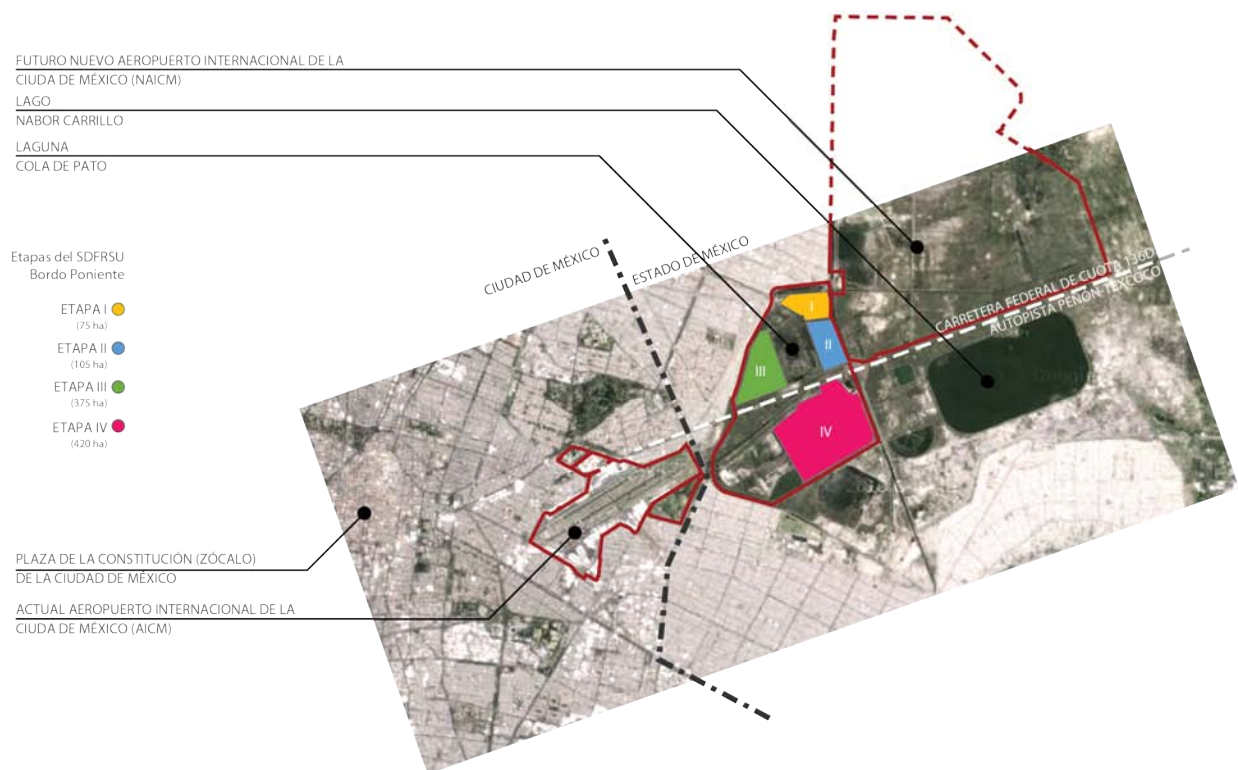 FUTURO NUEVO AEROPUERTO INTERNACIONAL DE LA
CIUDA DE MÉXICO (NAICM)
LAGO
NABOR CARRILLO
LAGUNA
COLA DE PATO
Etapas del SDFRSU
Bordo Poniente
ETAPA I
(75 ha)
ETAPA II
(105 ha)
ETAPA III
(375 ha)
ETAPA IV
(420 ha)
PLAZA DE LA CONSTITUCIÓN (ZÓCALO)
DE LA CIUDAD DE MÉXICO
ACTUAL AEROPUERTO INTERNACIONAL DE LA
CIUDA DE MÉXICO (AICM)
CIUDAD DE MÉXICO
ESTADO DE MÉXICO
CARRETERA FEDERAL DE CUOTA 136D
AUTOPISTA PEÑÓN TEXCOCO
I
II
III
IV